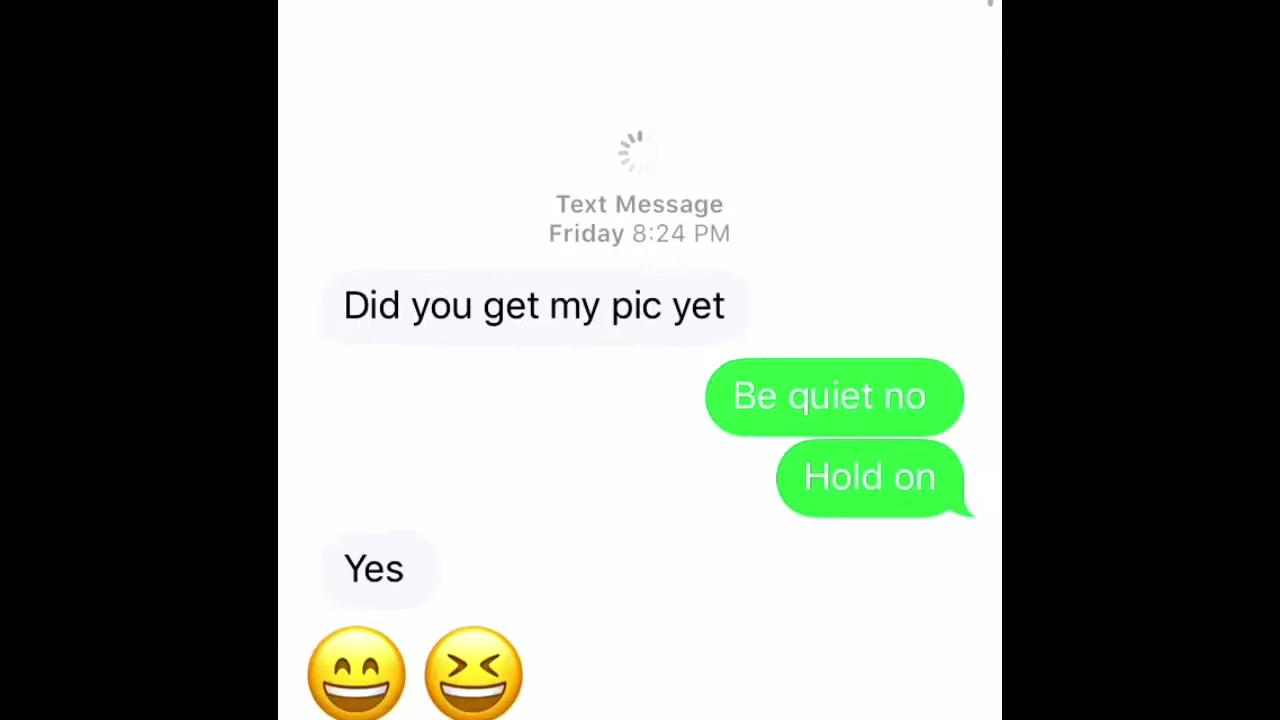 Text Message
Friday 8:24 PM
Did you get my pic yet
Be quiet no
Hold on
Yes
😄 😆